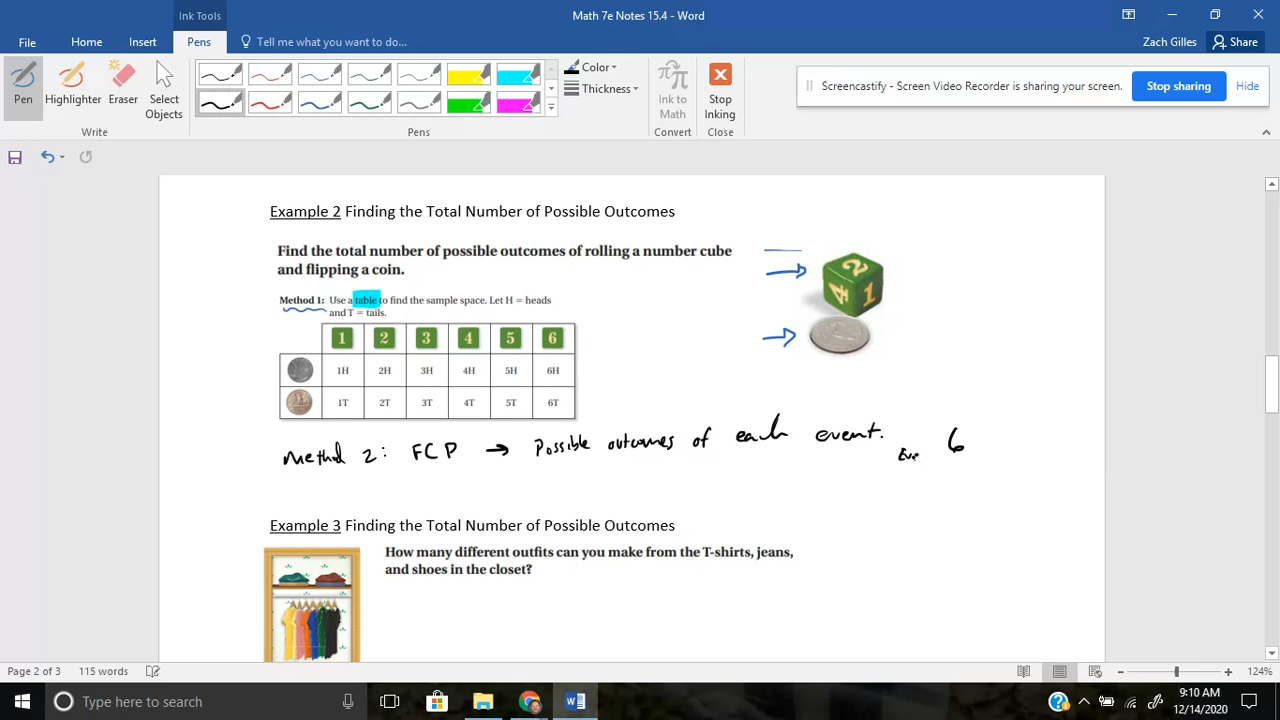 Ink Tools
Math 7e Notes 15.4 - Word
File Home Insert Pens Tell me what you want to do... Zach Gilles Share
Pen Highlighter Eraser Select Objects
Color
Thickness
Ink to Math
Stop Inking
Write Pens Convert Close
Screencastify - Screen Video Recorder is sharing your screen. Stop sharing Hide
Example 2 Finding the Total Number of Possible Outcomes
Find the total number of possible outcomes of rolling a number cube
and flipping a coin.
Method 1: Use a table to find the sample space. Let H = heads
and T = tails.
1 2 3 4 5 6
1H 2H 3H 4H 5H 6H
1T 2T 3T 4T 5T 6T
2 4 1
Method 2: FCP → Possible outcomes of each event. 6
Example 3 Finding the Total Number of Possible Outcomes
How many different outfits can you make from the T-shirts, jeans,
and shoes in the closet?
Page 2 of 3 115 words 124%
Type here to search
9:10 AM
12/14/2020